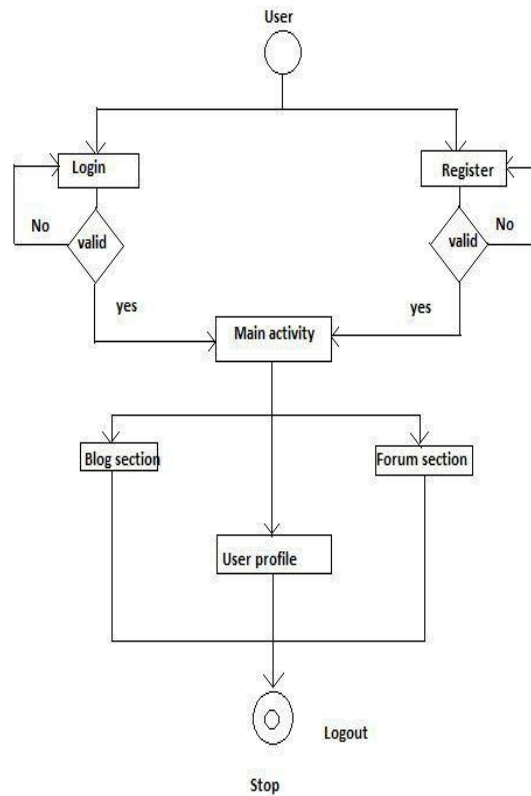 User
Login
Register
No
valid
valid
No
yes
yes
Main activity
Blog section
Forum section
User profile
Logout
Stop